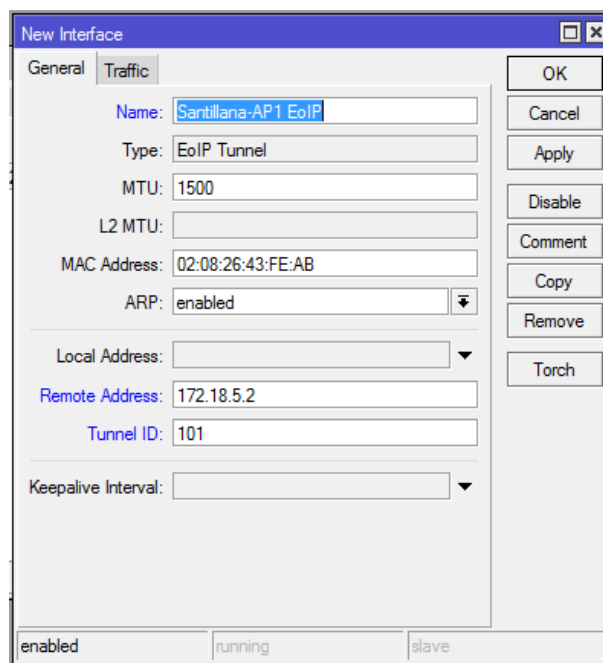 New Interface
General Traffic
OK
Name: Santillana-AP1 EoIP
Cancel
Type: EoIP Tunnel
Apply
MTU: 1500
Disable
L2 MTU:
Comment
MAC Address: 02:08:26:43:FE:AB
Copy
ARP: enabled
Remove
Local Address:
Torch
Remote Address: 172.18.5.2
Tunnel ID: 101
Keepalive Interval:
enabled running slave